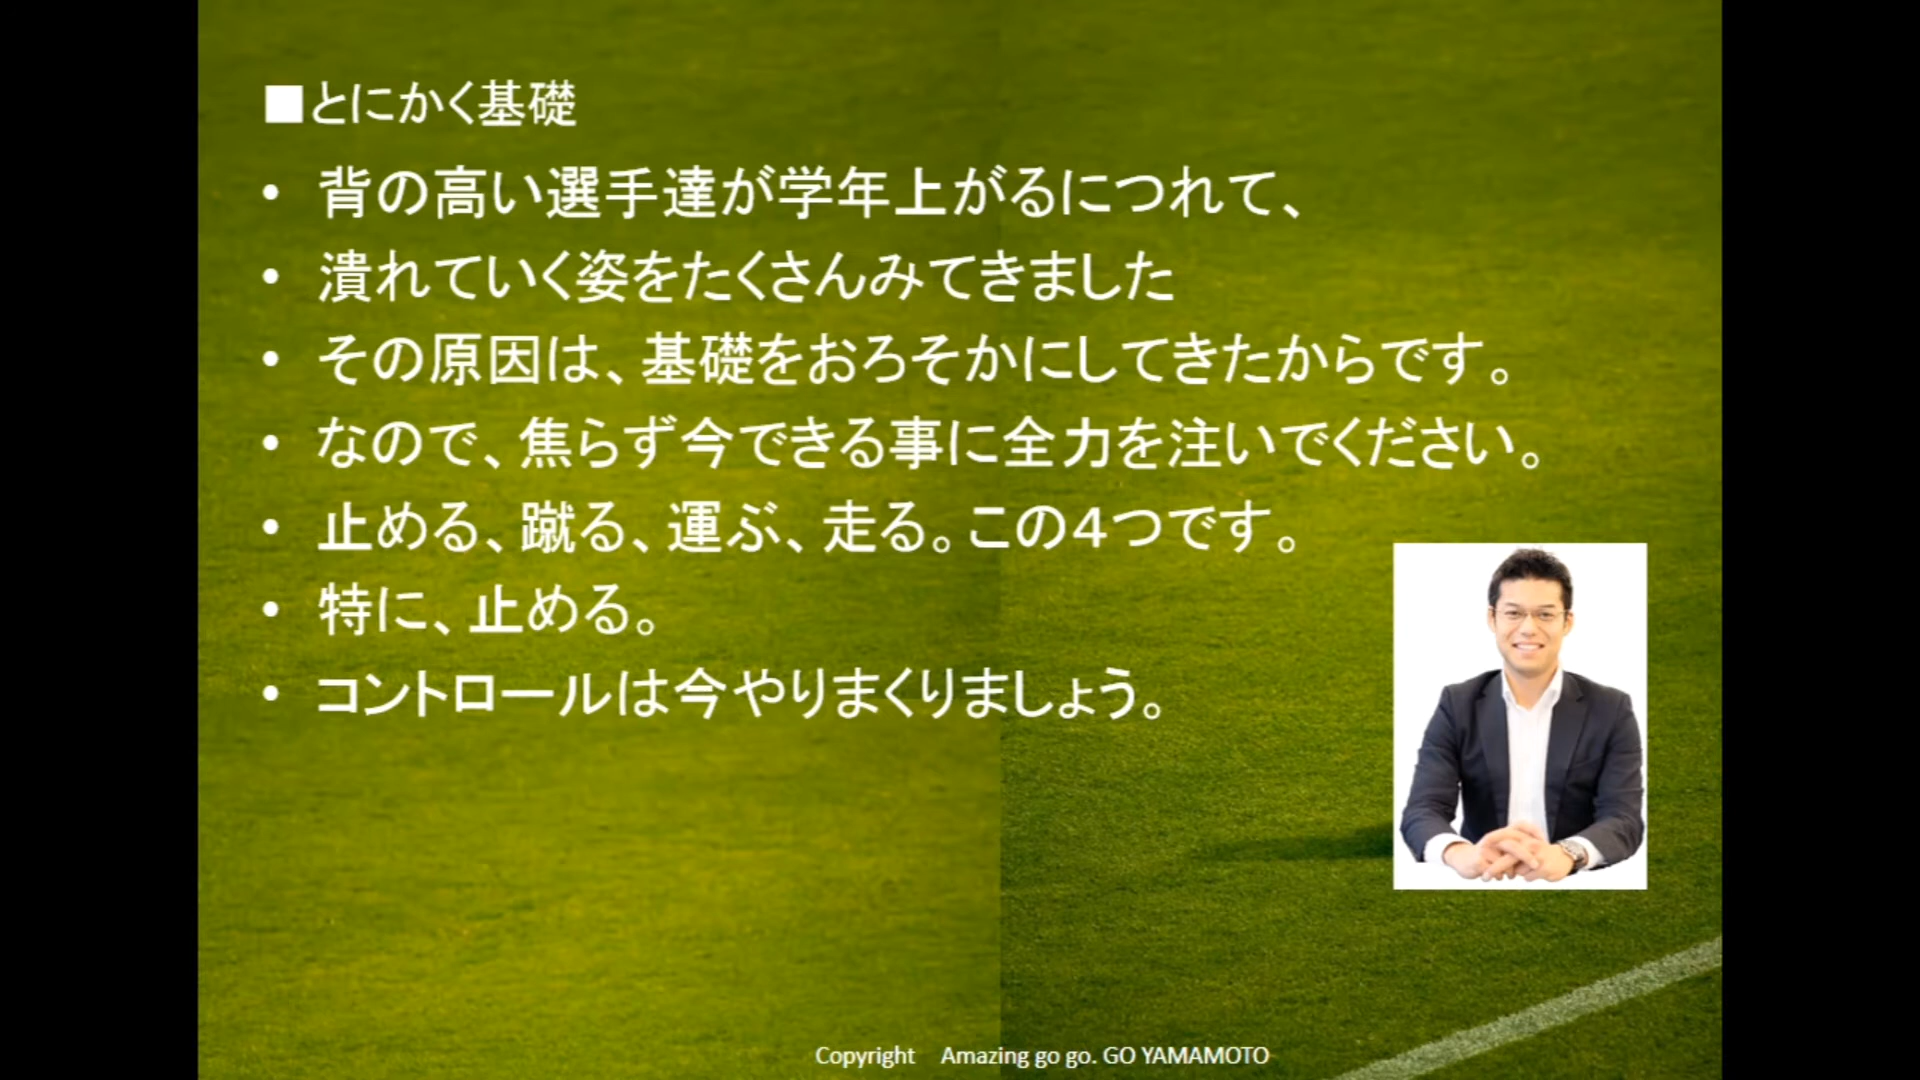 ■とにかく基礎
• 背の高い選手達が学年上がるにつれて、
• 潰れていく姿をたくさんみてきました
• その原因は、基礎をおろそかにしてきたからです。
• なので、焦らず今できる事に全力を注いでください。
• 止める、蹴る、運ぶ、走る。この４つです。
• 特に、止める。
• コントロールは今やりまくりましょう。
Copyright　Amazing go go. GO YAMAMOTO